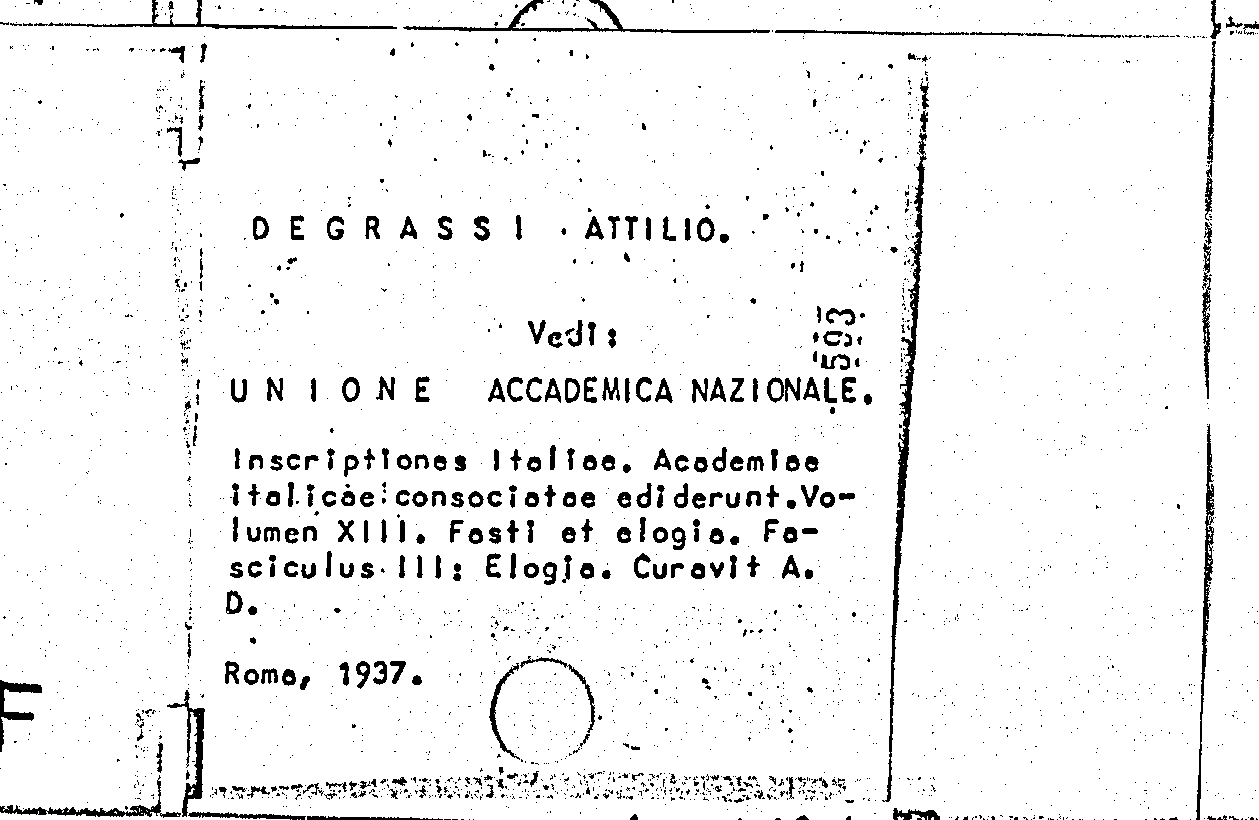 DEGRASSI ATTILIO.
593
Vedi:
UNIONE ACCADEMICA NAZIONALE.
Inscriptiones Italiae. Academiae
italicae consociatae ediderunt. Vo-
lumen XIII. Fasti et elogia. Fa-
sciculus III: Elogia. Curavit A.
D.
Roma, 1937.
F